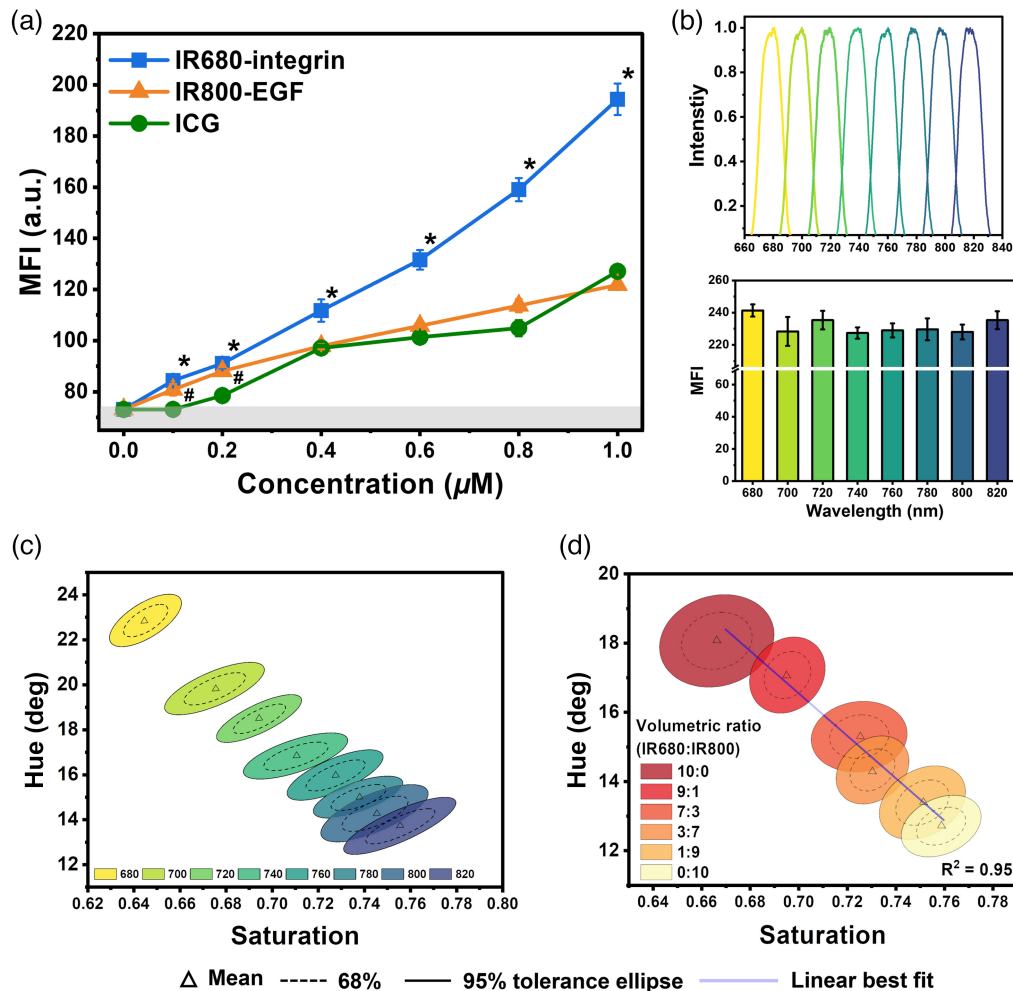 (a)
220
200
180
160
140
120
100
80
MFI (a.u.)
IR680-integrin
IR800-EGF
ICG
* * * * * *
# #
0.0 0.2 0.4 0.6 0.8 1.0
Concentration (µM)
(b)
1.0
0.8
0.6
0.4
0.2
Intenstiy
660 680 700 720 740 760 780 800 820 840
260
240
220
60
40
20
0
MFI
680 700 720 740 760 780 800 820
Wavelength (nm)
(c)
24
22
20
18
16
14
12
Hue (deg)
680 700 720 740 760 780 800 820
0.62 0.64 0.66 0.68 0.70 0.72 0.74 0.76 0.78 0.80
Saturation
(d)
20
18
16
14
12
Hue (deg)
Volumetric ratio
(IR680:IR800)
10:0
9:1
7:3
3:7
1:9
0:10
R² = 0.95
0.64 0.66 0.68 0.70 0.72 0.74 0.76 0.78
Saturation
Mean 68% 95% tolerance ellipse Linear best fit